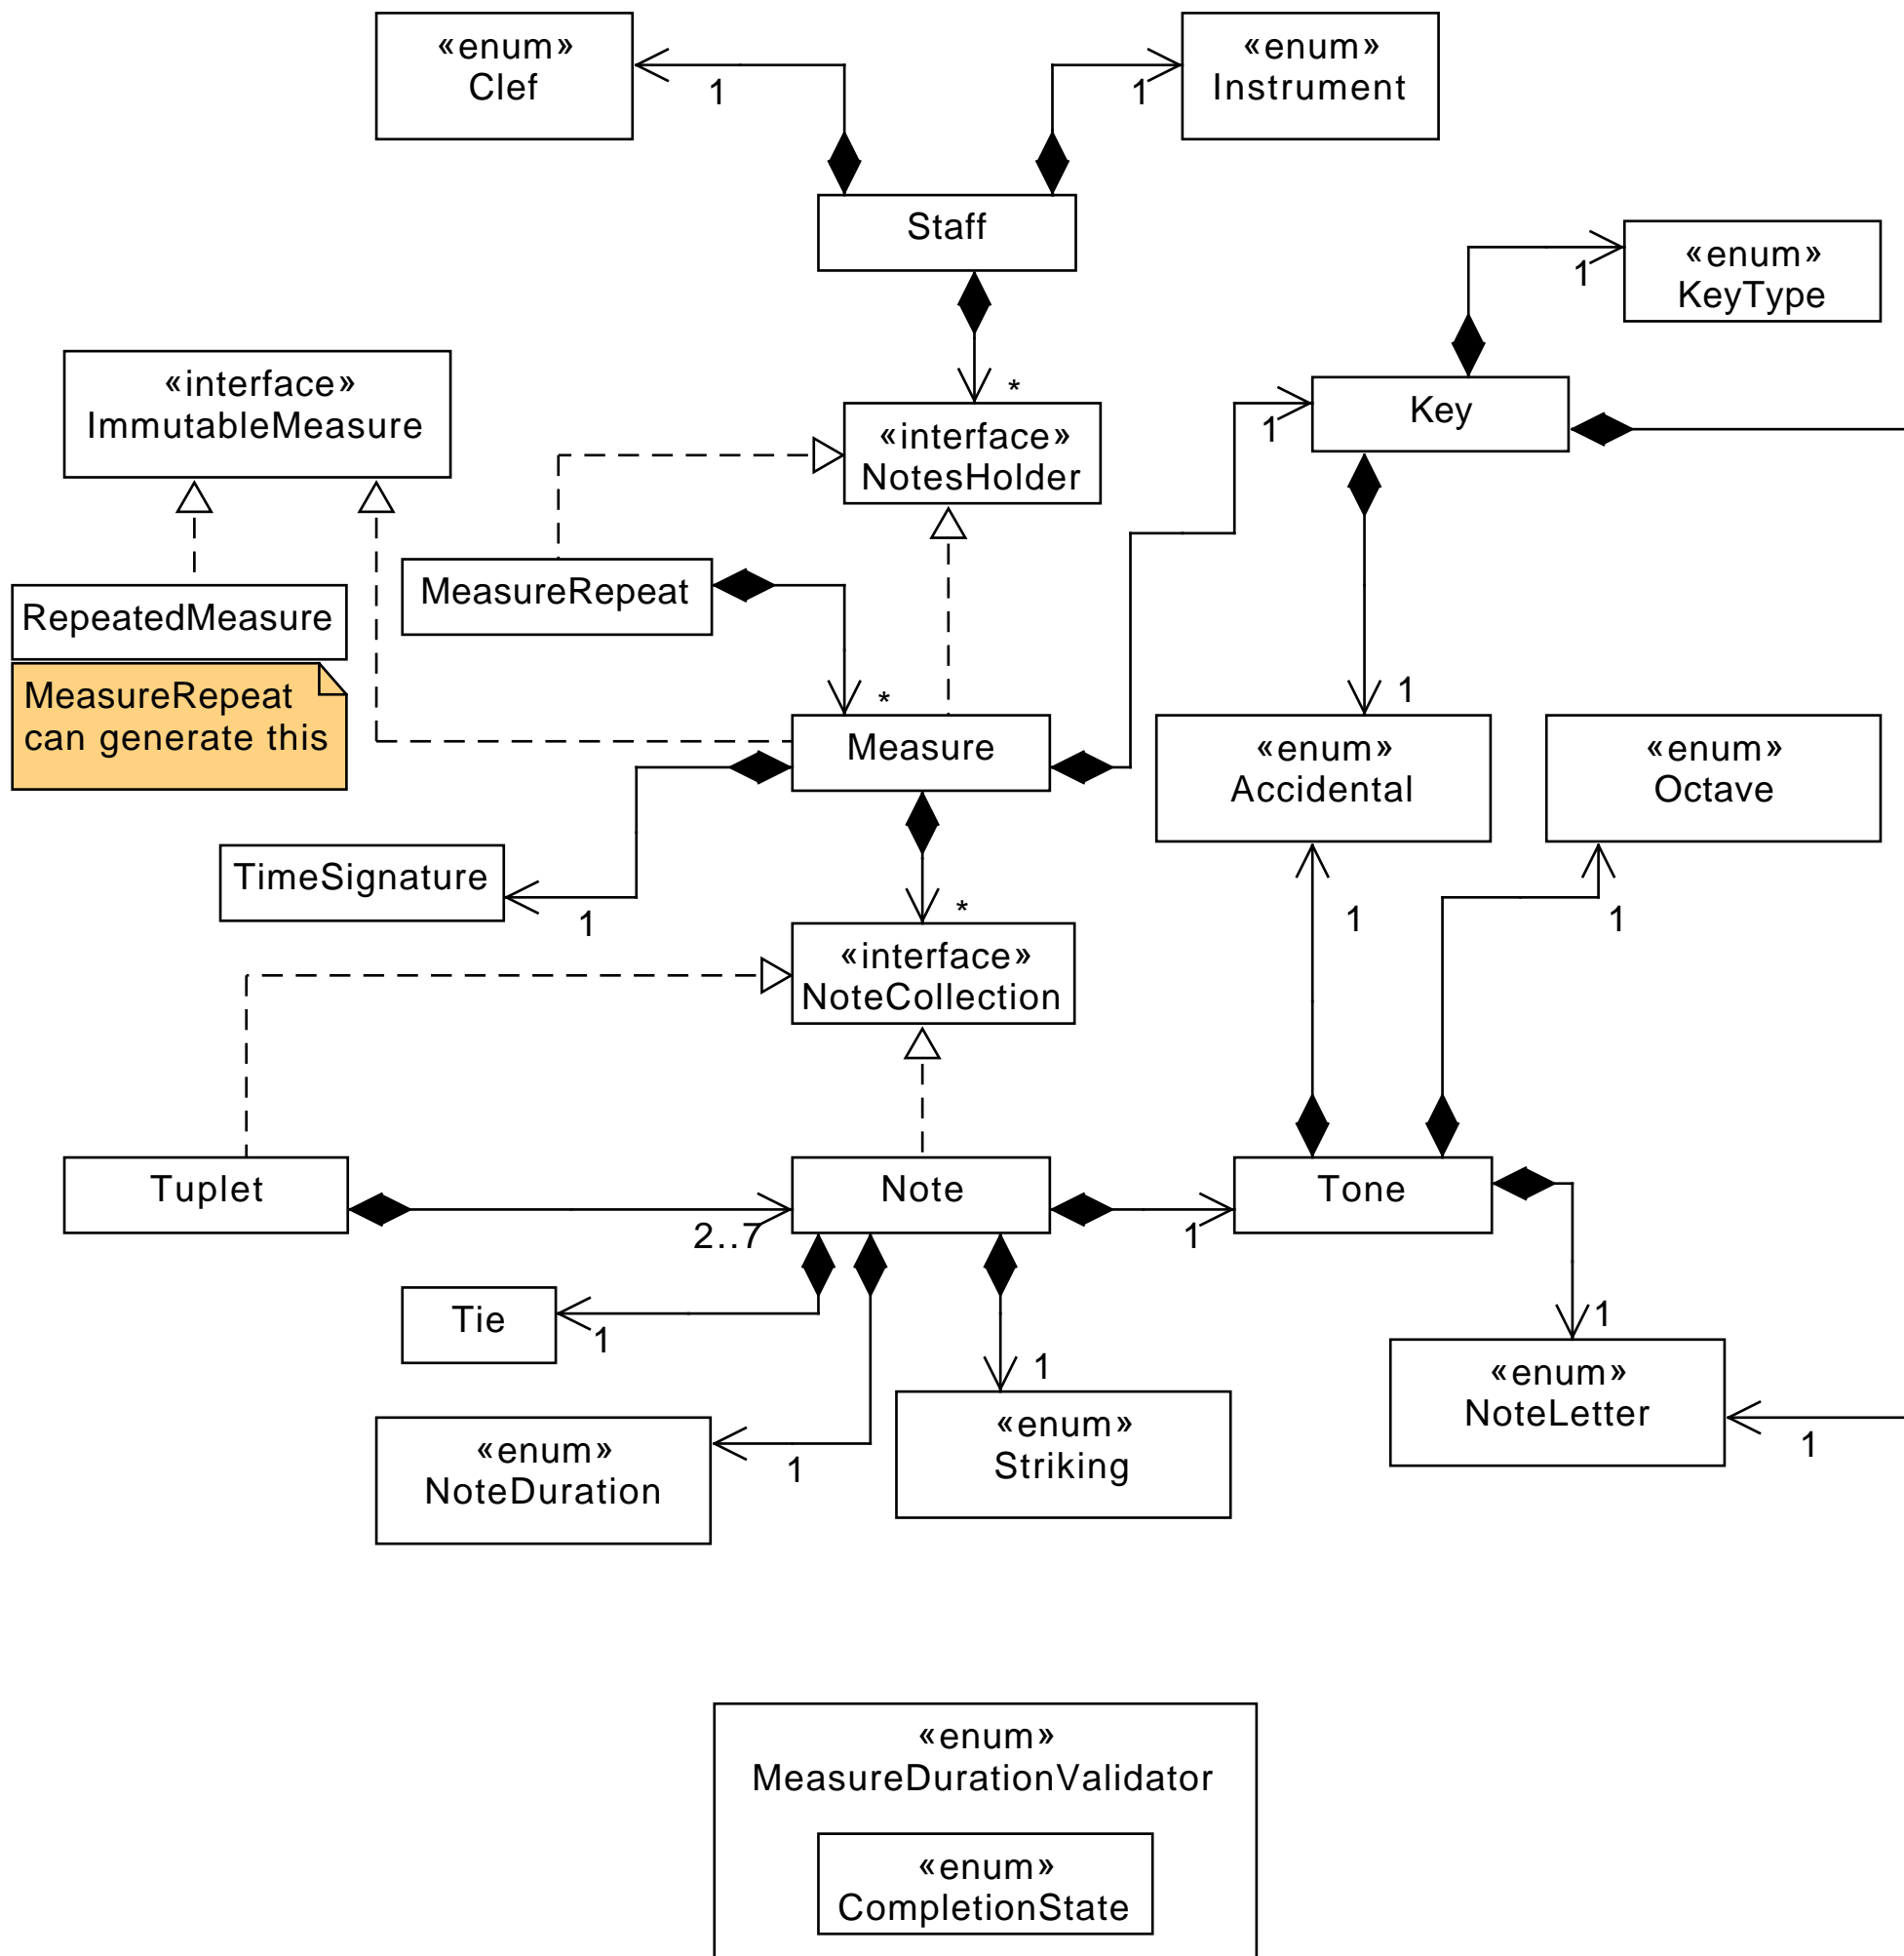 «enum»
Clef
1
«enum»
Instrument
1
Staff
*
«enum»
KeyType
1
«interface»
ImmutableMeasure
«interface»
NotesHolder
Key
1
RepeatedMeasure
MeasureRepeat
can generate this
MeasureRepeat
*
1
Measure
«enum»
Accidental
«enum»
Octave
TimeSignature
1
*
1
1
«interface»
NoteCollection
Tuplet
2..7
Note
1
Tone
Tie
1
1
1
«enum»
NoteLetter
1
«enum»
NoteDuration
1
«enum»
Striking
«enum»
MeasureDurationValidator
«enum»
CompletionState